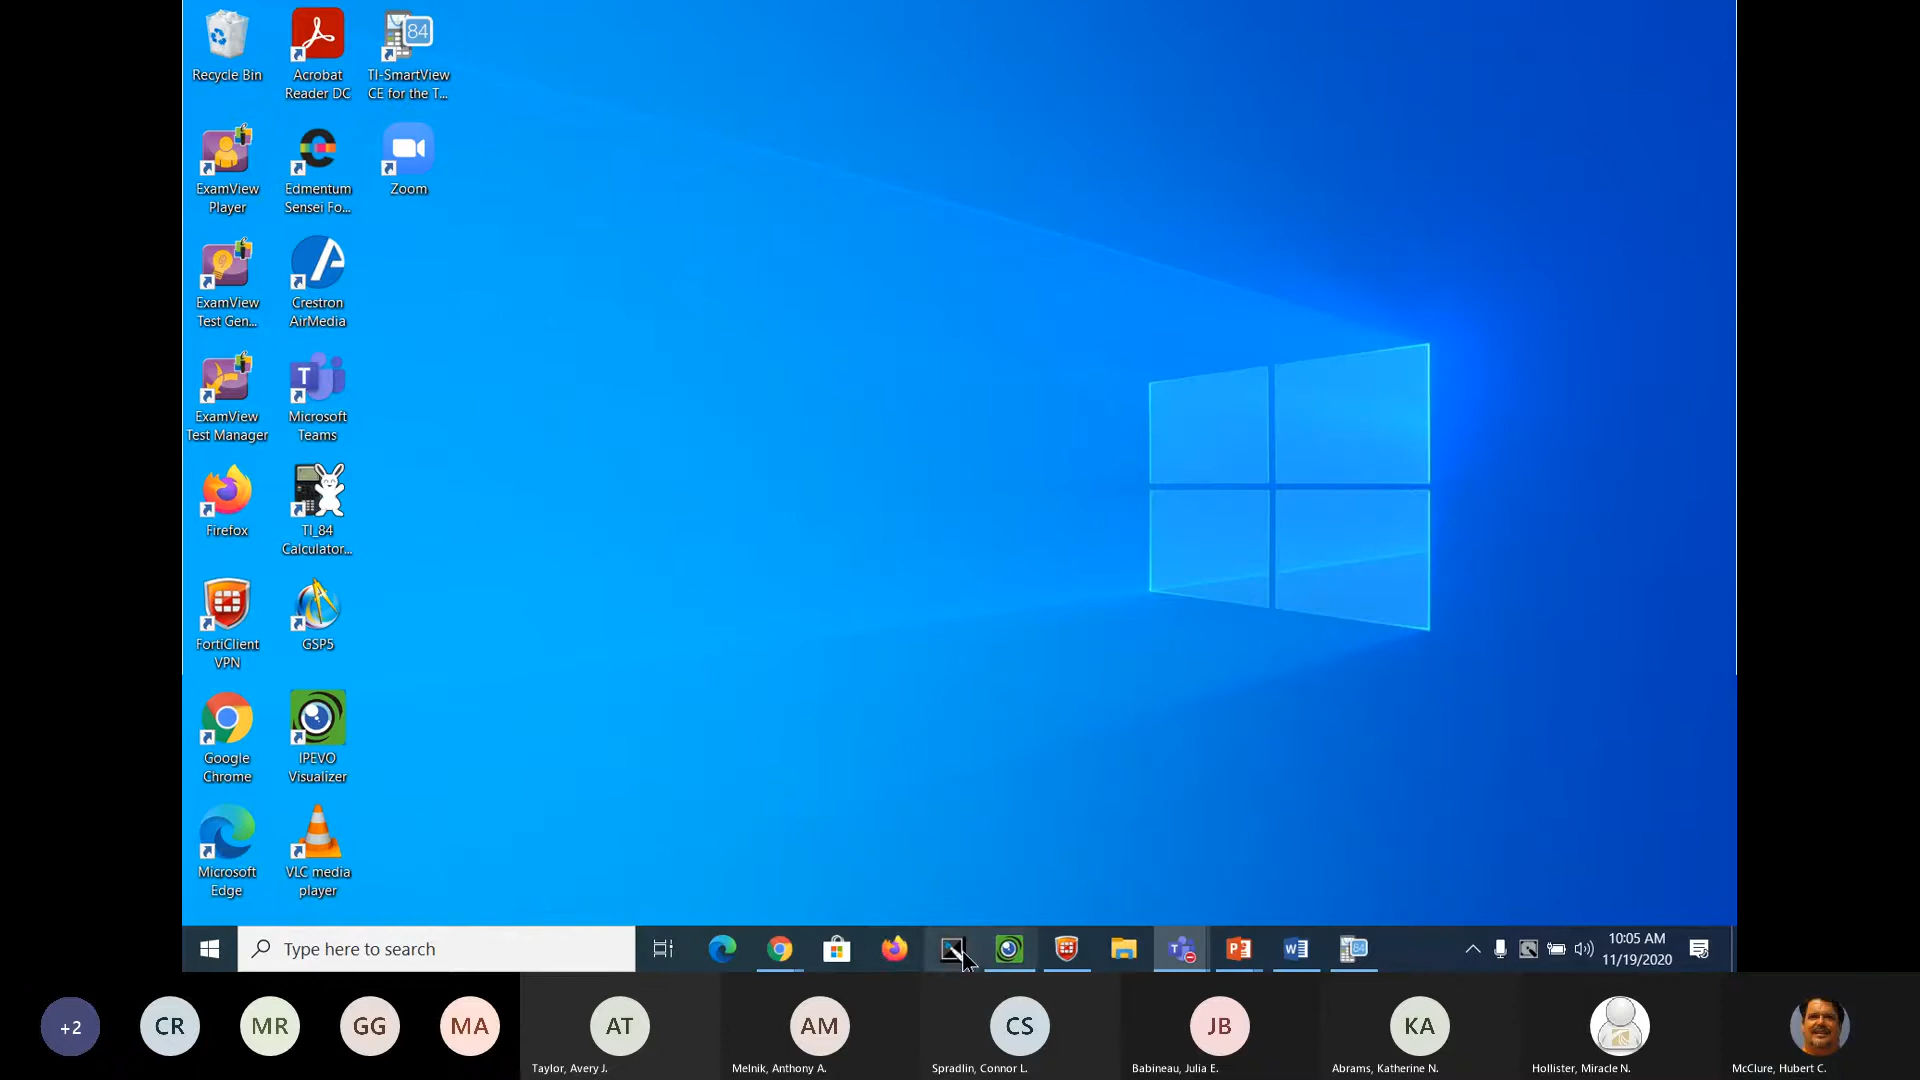 Recycle Bin
Acrobat
Reader DC
84
TI-SmartView
CE for the T...
ExamView
Player
Edmentum
Sensei Fo...
Zoom
ExamView
Test Gen...
Crestron
AirMedia
ExamView
Test Manager
T
Microsoft
Teams
Firefox
TI_84
Calculator...
FortiClient
VPN
GSP5
Google
Chrome
IPEVO
Visualizer
Microsoft
Edge
VLC media
player
Type here to search
T
P
W
84
10:05 AM
11/19/2020
+2
CR
MR
GG
MA
AT
AM
CS
JB
KA
Taylor, Avery J.
Melnik, Anthony A.
Spradlin, Connor L.
Babineau, Julia E.
Abrams, Katherine N.
Hollister, Miracle N.
McClure, Hubert C.